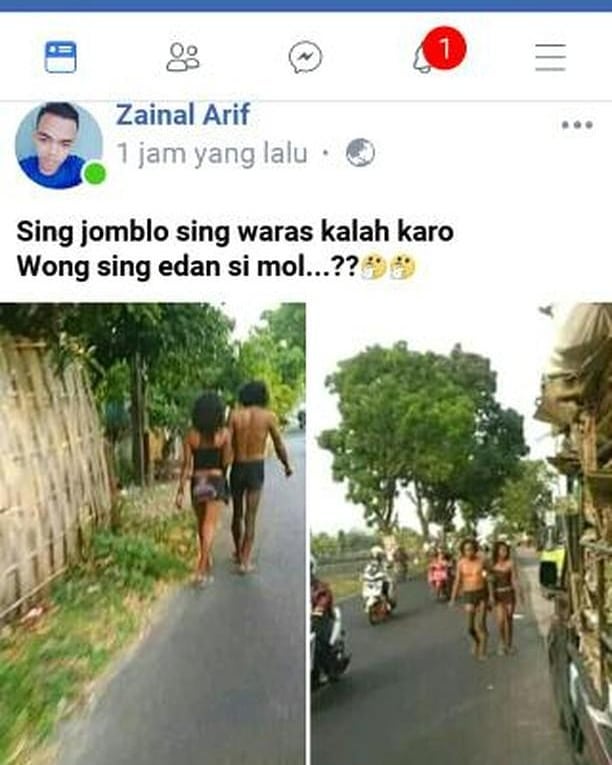 1
Zainal Arif
1 jam yang lalu ·
Sing jomblo sing waras kalah karo
Wong sing edan si mol...??🤔🤔